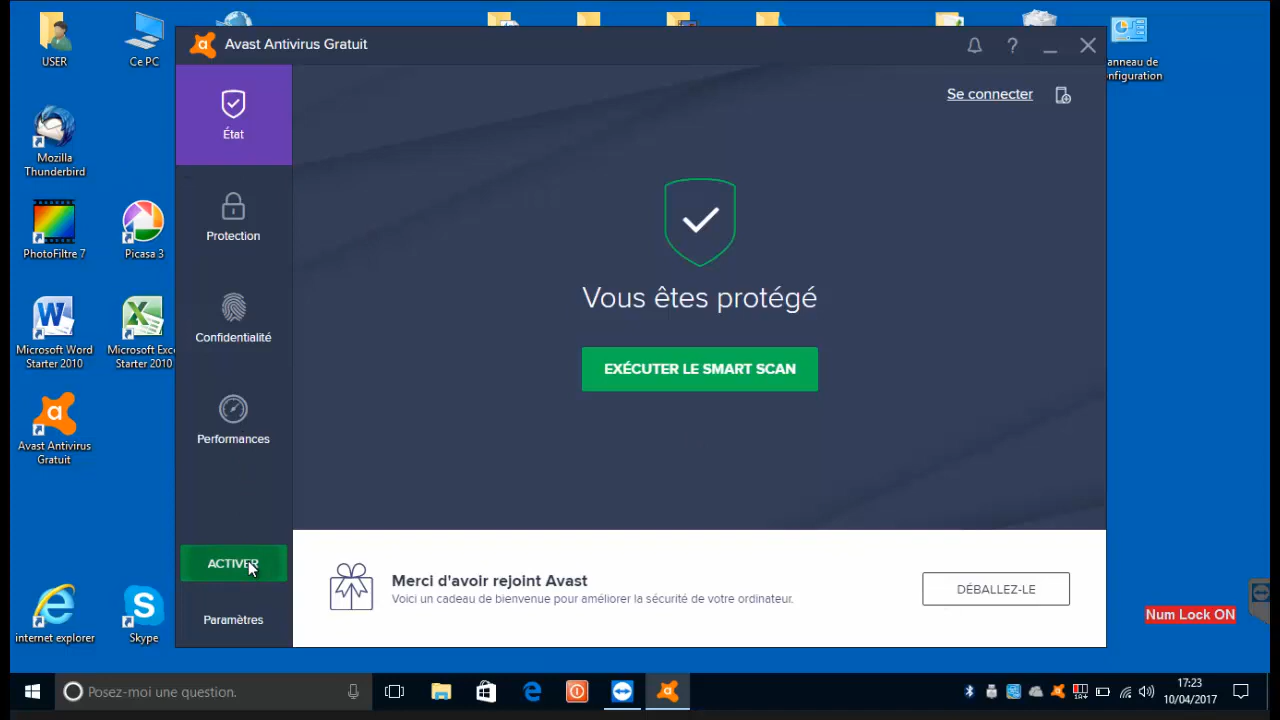 USER
Ce PC
Mozilla
Thunderbird
PhotoFiltre 7
Picasa 3
Microsoft Word
Starter 2010
Microsoft Exc
Starter 2010
Avast Antivirus
Gratuit
internet explorer
Skype
Avast Antivirus Gratuit
?
État
Protection
Confidentialité
Performances
ACTIVER
Paramètres
Se connecter
Vous êtes protégé
EXÉCUTER LE SMART SCAN
Merci d'avoir rejoint Avast
Voici un cadeau de bienvenue pour améliorer la sécurité de votre ordinateur.
DÉBALLEZ-LE
anneau de
nfiguration
Num Lock ON
Posez-moi une question.
17:23
10/04/2017